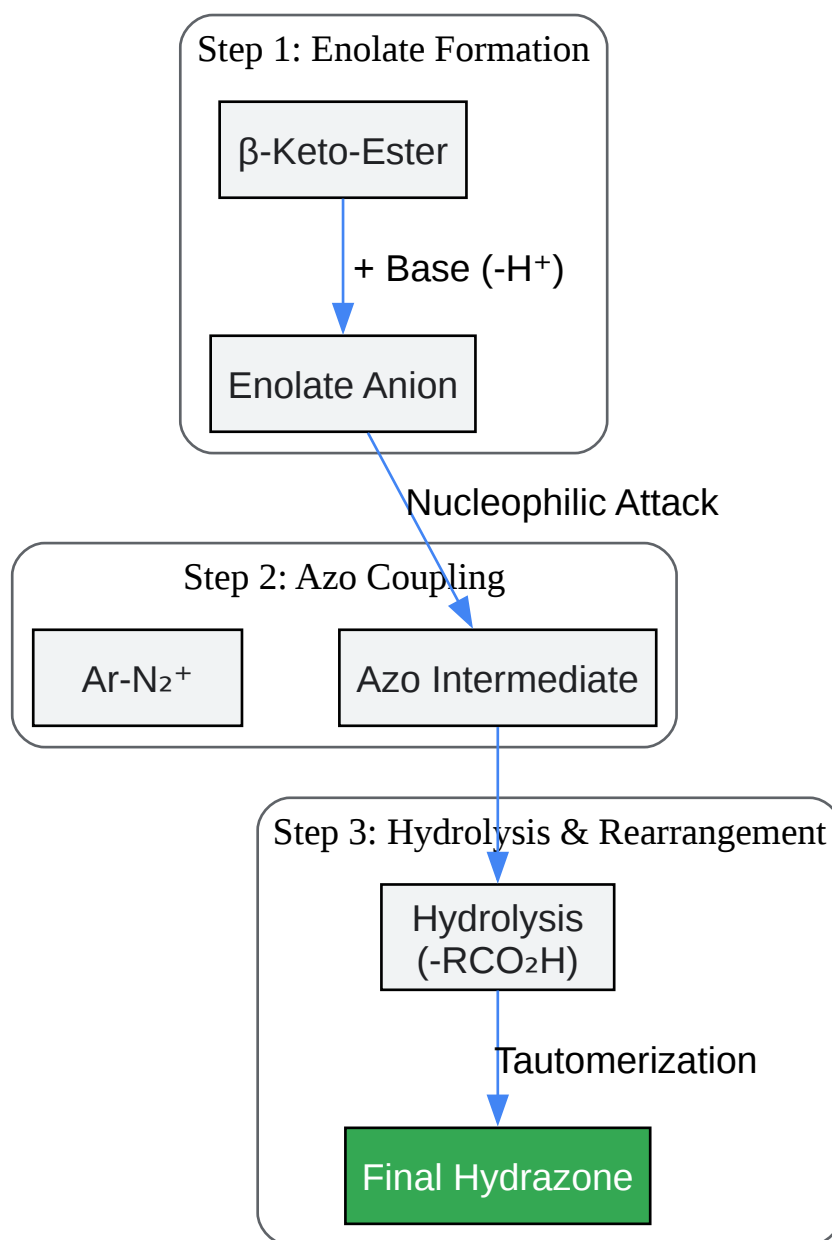 Step 1: Enolate Formation
β-Keto-Ester
+ Base (-H⁺)
Enolate Anion
Nucleophilic Attack
Step 2: Azo Coupling
Ar-N₂⁺
Azo Intermediate
Step 3: Hydrolysis & Rearrangement
Hydrolysis
(-RCO₂H)
Tautomerization
Final Hydrazone